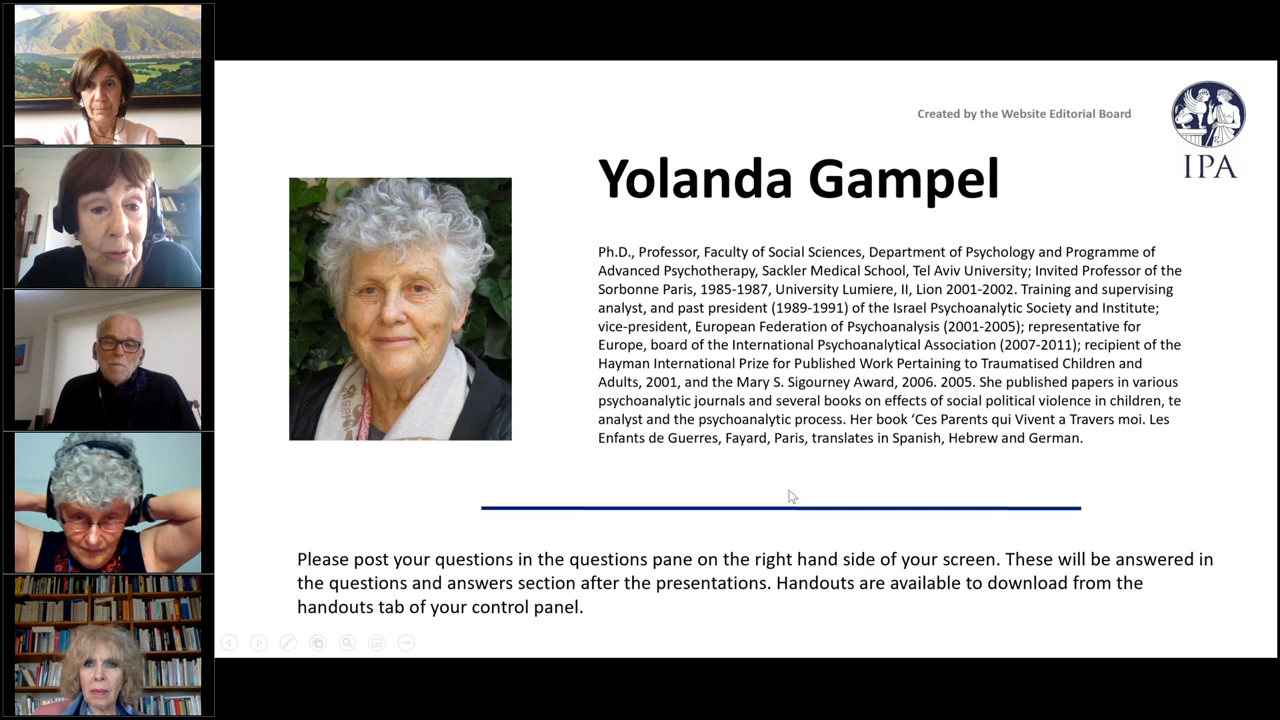 Created by the Website Editorial Board
IPA
Yolanda Gampel
Ph.D., Professor, Faculty of Social Sciences, Department of Psychology and Programme of
Advanced Psychotherapy, Sackler Medical School, Tel Aviv University; Invited Professor of the
Sorbonne Paris, 1985-1987, University Lumiere, II, Lion 2001-2002. Training and supervising
analyst, and past president (1989-1991) of the Israel Psychoanalytic Society and Institute;
vice-president, European Federation of Psychoanalysis (2001-2005); representative for
Europe, board of the International Psychoanalytical Association (2007-2011); recipient of the
Hayman International Prize for Published Work Pertaining to Traumatised Children and
Adults, 2001, and the Mary S. Sigourney Award, 2006. 2005. She published papers in various
psychoanalytic journals and several books on effects of social political violence in children, te
analyst and the psychoanalytic process. Her book ‘Ces Parents qui Vivent a Travers moi. Les
Enfants de Guerres, Fayard, Paris, translates in Spanish, Hebrew and German.
Please post your questions in the questions pane on the right hand side of your screen. These will be answered in
the questions and answers section after the presentations. Handouts are available to download from the
handouts tab of your control panel.